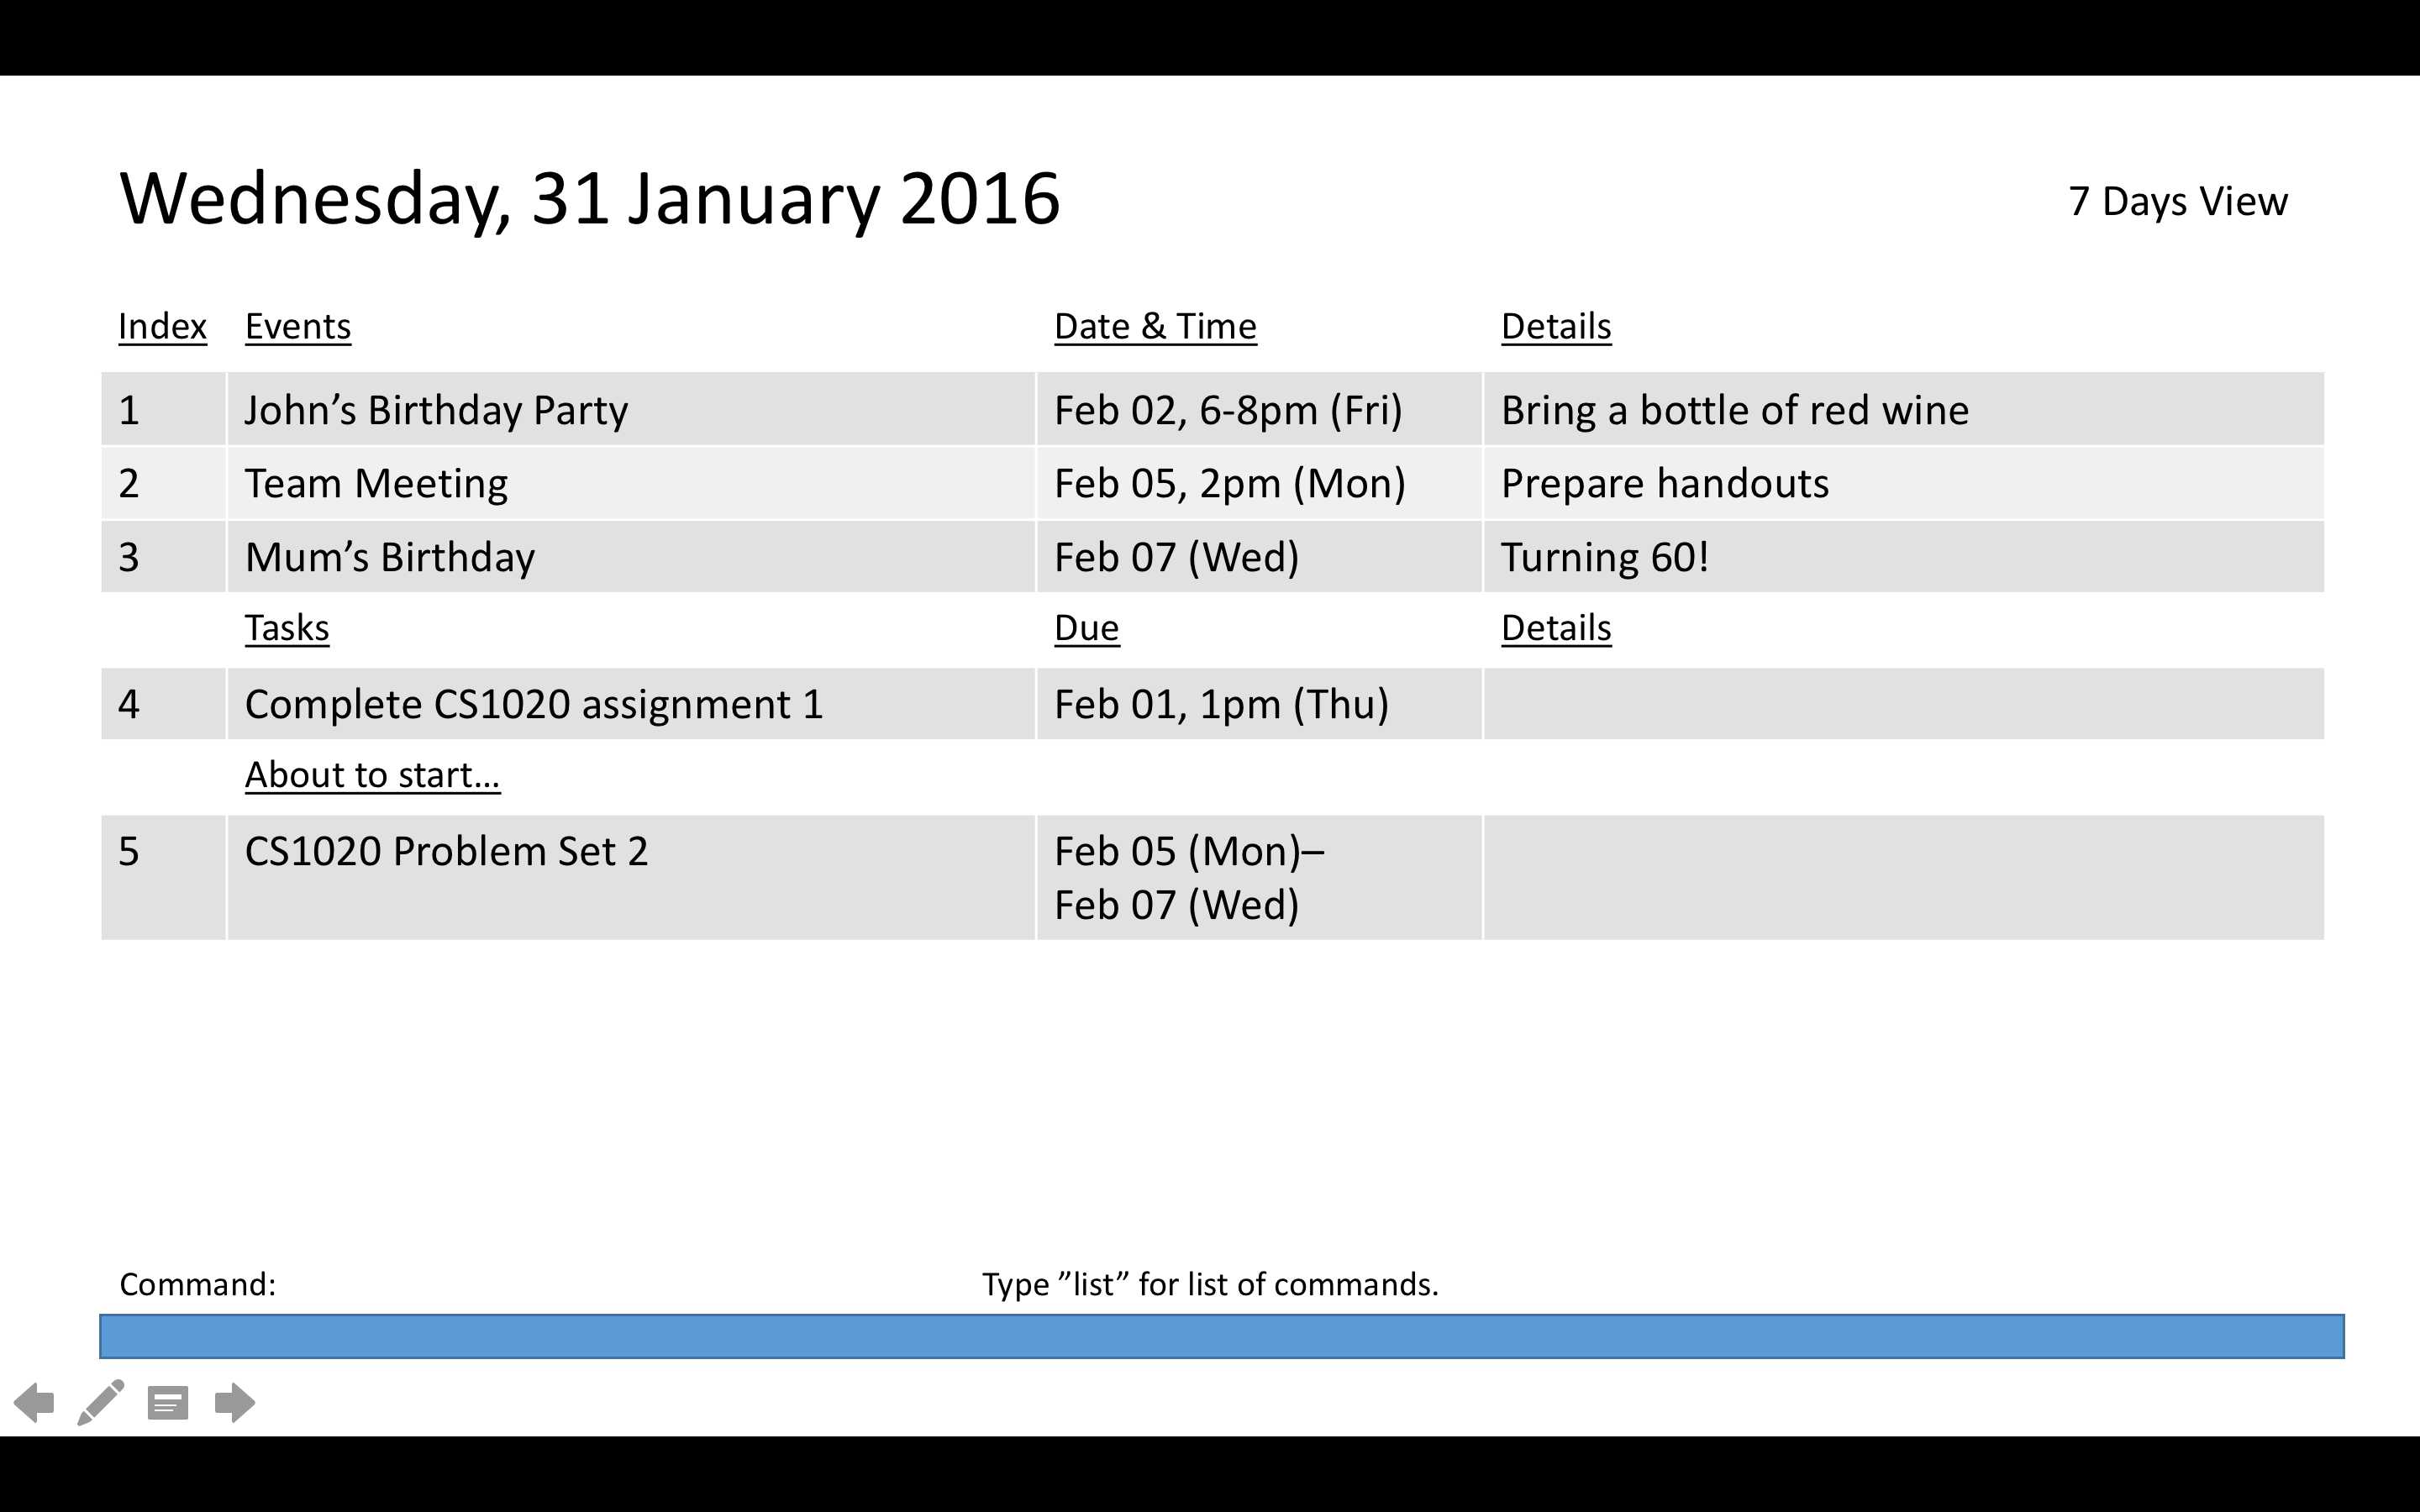 Wednesday, 31 January 2016
7 Days View
Index Events Date & Time Details
1 John’s Birthday Party Feb 02, 6-8pm (Fri) Bring a bottle of red wine
2 Team Meeting Feb 05, 2pm (Mon) Prepare handouts
3 Mum’s Birthday Feb 07 (Wed) Turning 60!
Tasks Due Details
4 Complete CS1020 assignment 1 Feb 01, 1pm (Thu)
About to start...
5 CS1020 Problem Set 2 Feb 05 (Mon)–
Feb 07 (Wed)
Command: Type ”list” for list of commands.